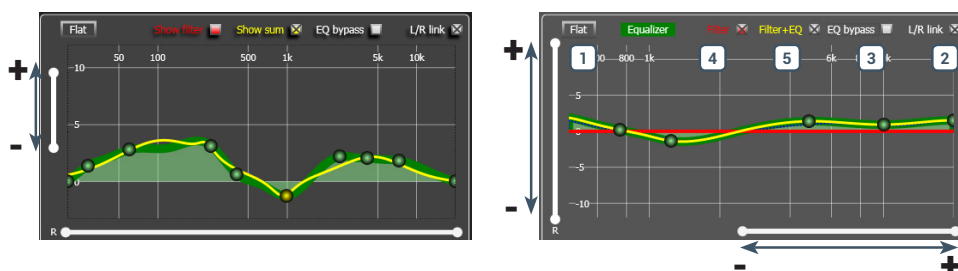 Flat Show filter Show sum EQ bypass L/R link
50 100 500 1k 5k 10k
+
10
5
-
0
R
Flat Equalizer Filter Filter+EQ EQ bypass L/R link
+
1 00 800 1k 4 5 6k 3 k 2
5
0
-5
-10
-
R
- +